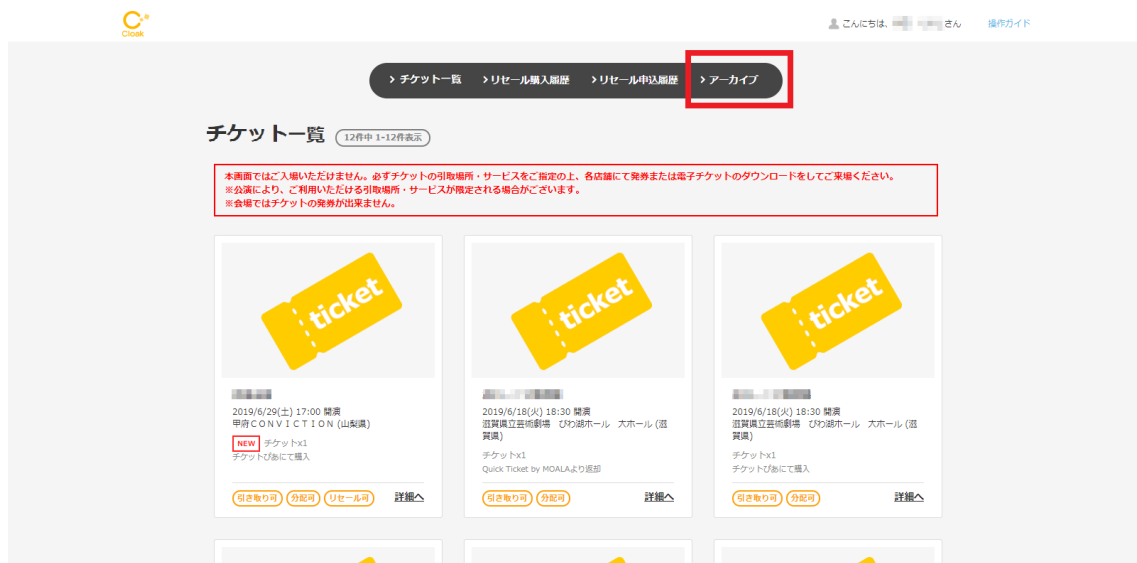 Cloak
こんにちは、 さん
操作ガイド
> チケット一覧 > リセール購入履歴 > リセール申込履歴 > アーカイブ
チケット一覧 12件中 1-12件表示
本画面ではご入場いただけません。必ずチケットの引取場所・サービスをご指定の上、各店舗にて発券または電子チケットのダウンロードをしてご来場ください。
※公演により、ご利用いただける引取場所・サービスが限定される場合がございます。
※会場ではチケットの発券が出来ません。
ticket
2019/6/29(土) 17:00 開演
甲府ＣＯＮＶＩＣＴＩＯＮ (山梨県)
NEW チケットx1
チケットぴあにて購入
引き取り可 分配可 リセール可 詳細へ
ticket
2019/6/18(火) 18:30 開演
滋賀県立芸術劇場　びわ湖ホール　大ホール (滋
賀県)
チケットx1
Quick Ticket by MOALAより返却
引き取り可 分配可 詳細へ
ticket
2019/6/18(火) 18:30 開演
滋賀県立芸術劇場　びわ湖ホール　大ホール (滋
賀県)
チケットx1
チケットぴあにて購入
引き取り可 分配可 詳細へ